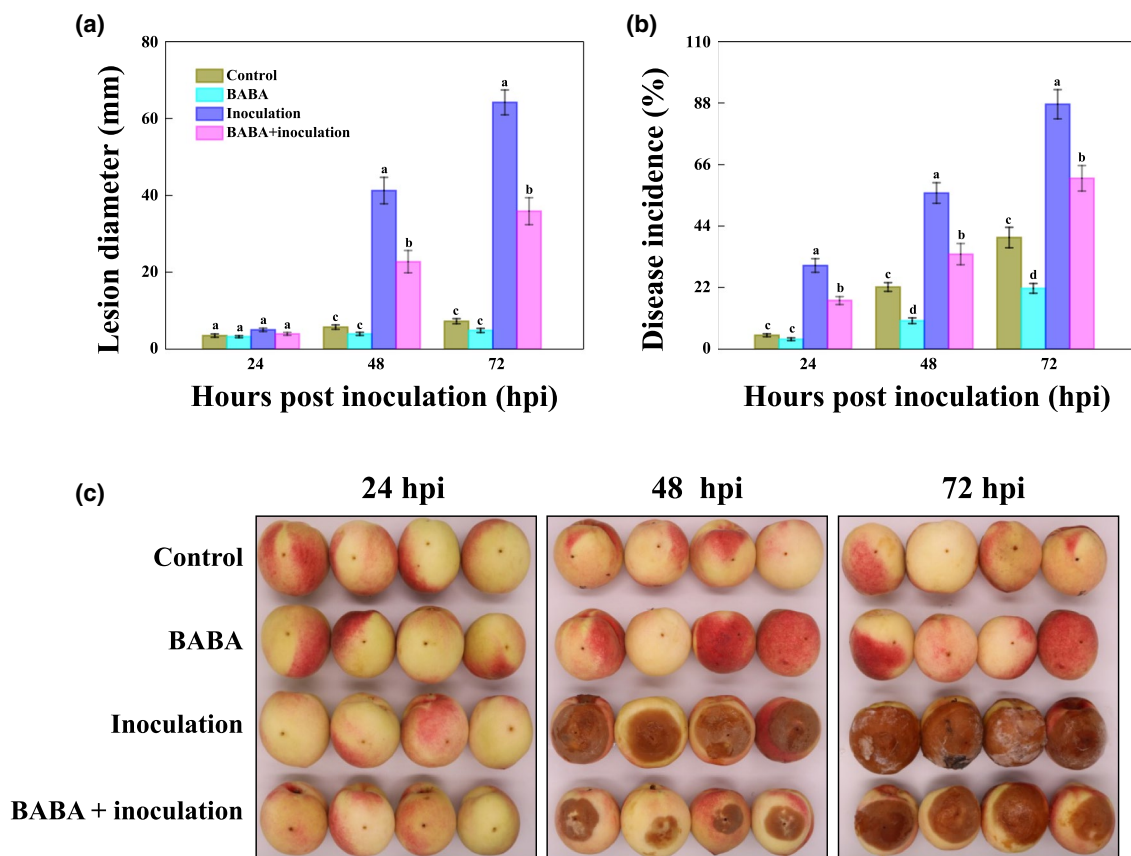 (a)
Lesion diameter (mm)
80
60
40
20
0
Control
BABA
Inoculation
BABA+inoculation
a a a a
c c a b
c c a b
24 48 72
Hours post inoculation (hpi)
(b)
Disease incidence (%)
110
88
66
44
22
0
c c a b
c d a b
c d a b
24 48 72
Hours post inoculation (hpi)
(c)
24 hpi 48 hpi 72 hpi
Control
BABA
Inoculation
BABA + inoculation